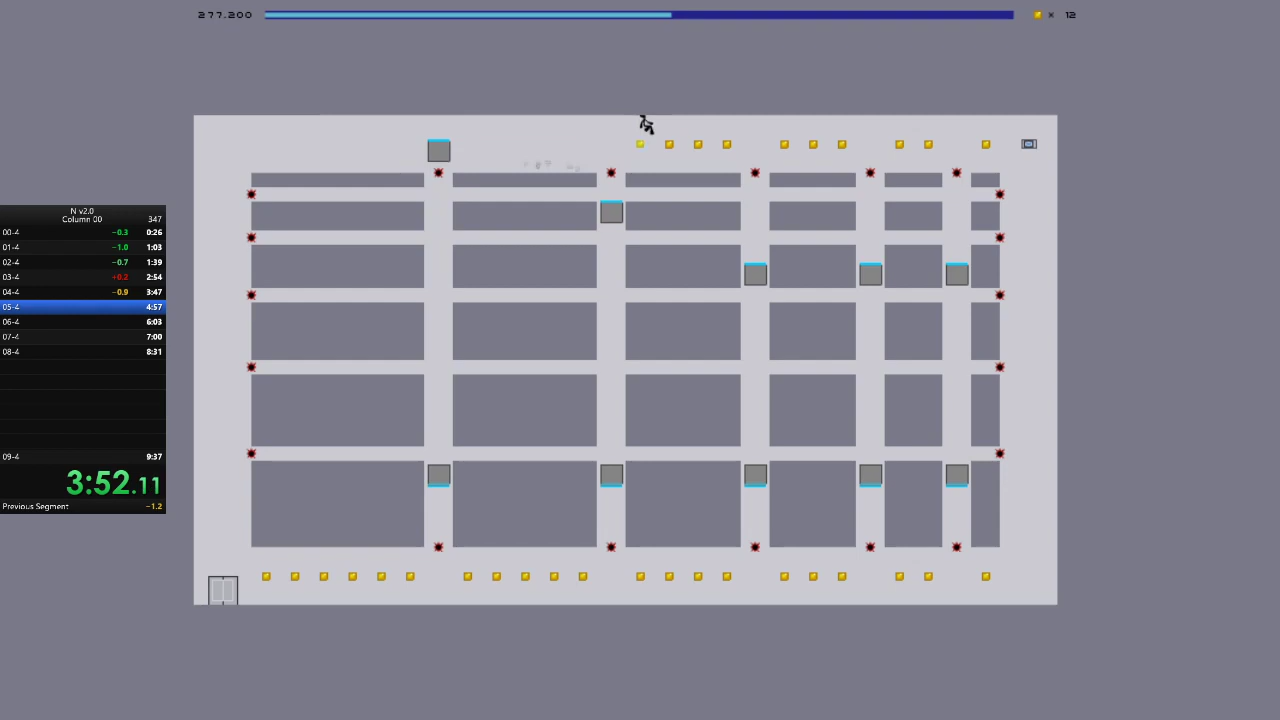 277.200
× 12
N v2.0
Column 00 347
00-4 −0.3 0:26
01-4 −1.0 1:03
02-4 −0.7 1:39
03-4 +0.2 2:54
04-4 −0.9 3:47
05-4 4:57
06-4 6:03
07-4 7:00
08-4 8:31
09-4 9:37
3:52.11
Previous Segment −1.2